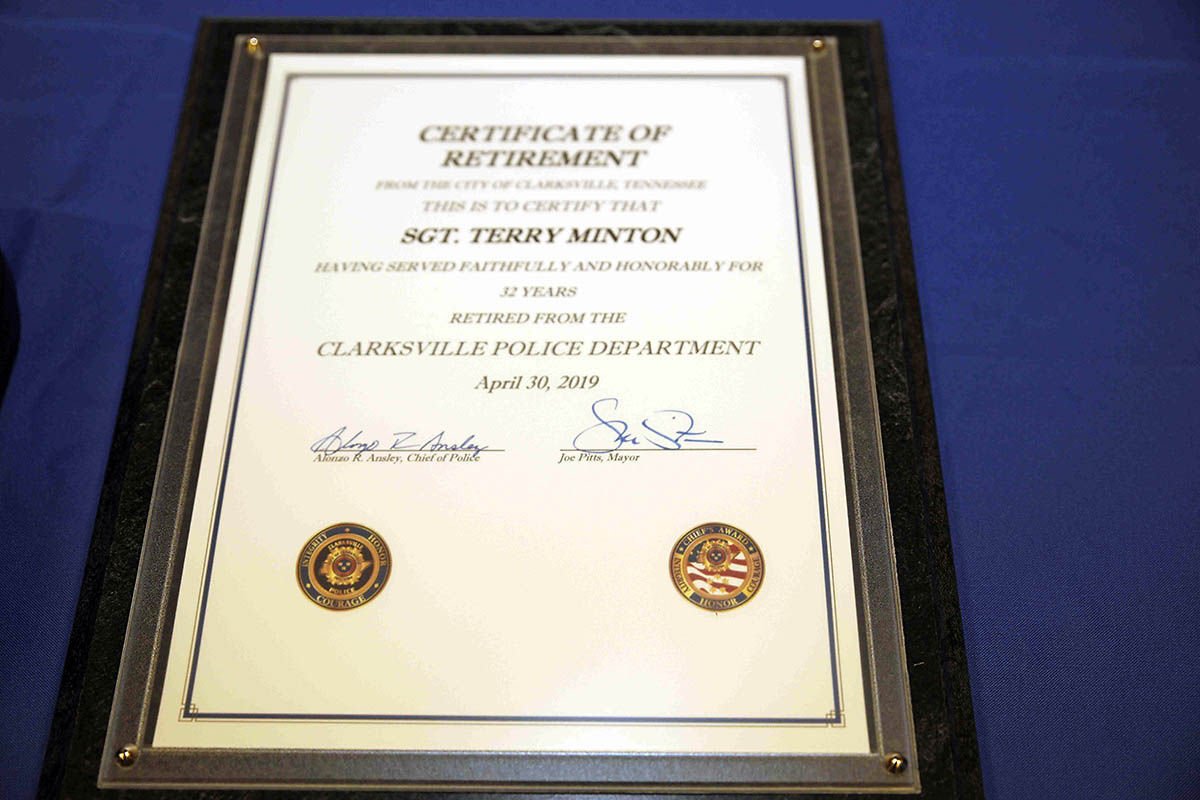 CERTIFICATE OF
RETIREMENT
FROM THE CITY OF CLARKSVILLE, TENNESSEE
THIS IS TO CERTIFY THAT
SGT. TERRY MINTON
HAVING SERVED FAITHFULLY AND HONORABLY FOR
32 YEARS
RETIRED FROM THE
CLARKSVILLE POLICE DEPARTMENT
April 30, 2019
Alonzo R. Ansley
Alonzo R. Ansley, Chief of Police
Joe Pitts, Mayor
INTEGRITY HONOR
CLARKSVILLE
POLICE
COURAGE
CHIEF'S AWARD
HONOR
COURAGE